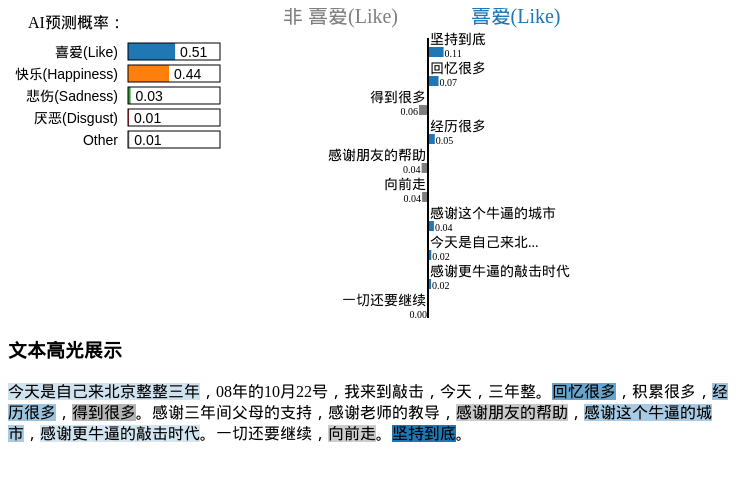 AI预测概率：
喜爱(Like) 0.51
快乐(Happiness) 0.44
悲伤(Sadness) 0.03
厌恶(Disgust) 0.01
Other 0.01
非 喜爱(Like) 喜爱(Like)
坚持到底
0.11
回忆很多
0.07
得到很多
0.06
经历很多
0.05
感谢朋友的帮助
0.04
向前走
0.04
感谢这个牛逼的城市
0.04
今天是自己来北...
0.02
感谢更牛逼的敲击时代
0.02
一切还要继续
0.00
文本高光展示
今天是自己来北京整整三年，08年的10月22号，我来到敲击，今天，三年整。回忆很多，积累很多，经
历很多，得到很多。感谢三年间父母的支持，感谢老师的教导，感谢朋友的帮助，感谢这个牛逼的城
市，感谢更牛逼的敲击时代。一切还要继续，向前走。坚持到底。